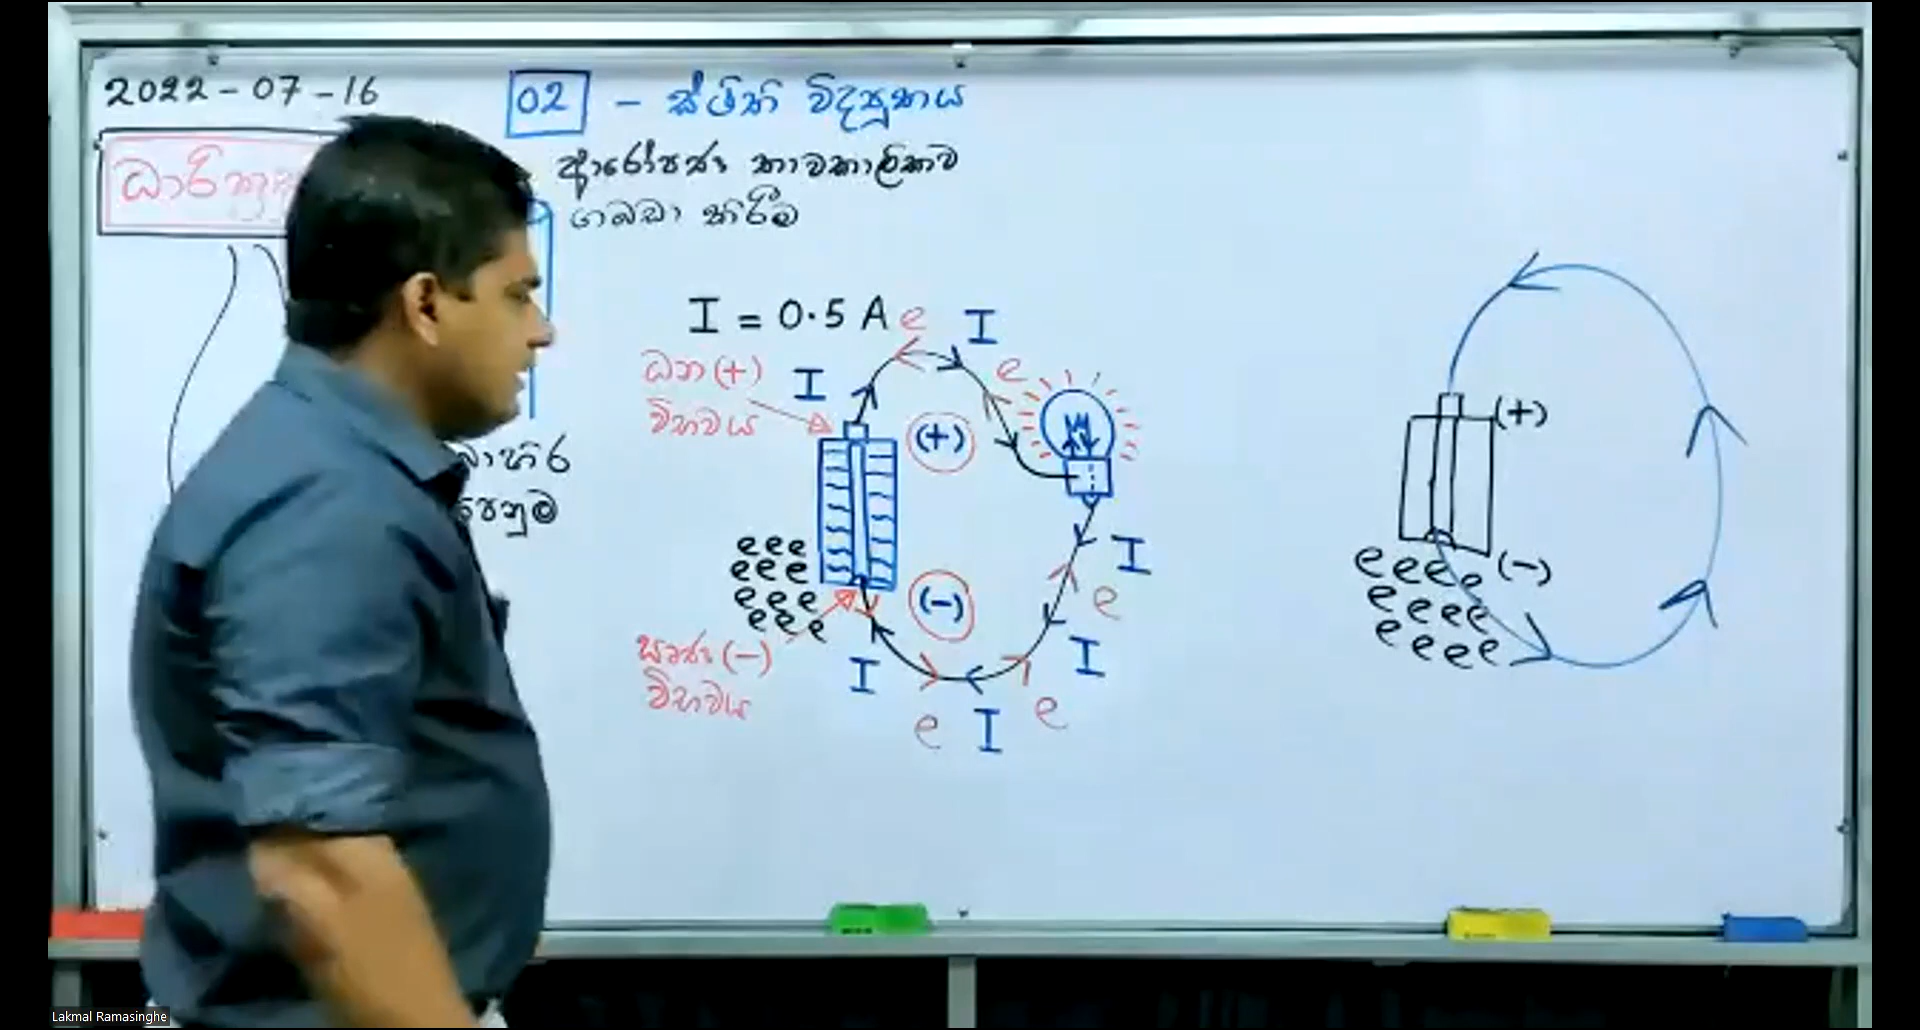 2022-07-16
02 - ස්ථිති විද්‍යුතය
ආරෝපණ තාවකාලිකව
ගබඩා කිරීම
I = 0.5 A
e
I
ධන (+)
විභවය
I
e
(+)
(+)
පෙනුම
e e e
e e e
e e e
e e e
(-)
I
e
I
සෘණ (-)
විභවය
I
e
I
e
e e e e (-)
e e e e
e e e e
Lakmal Ramasinghe